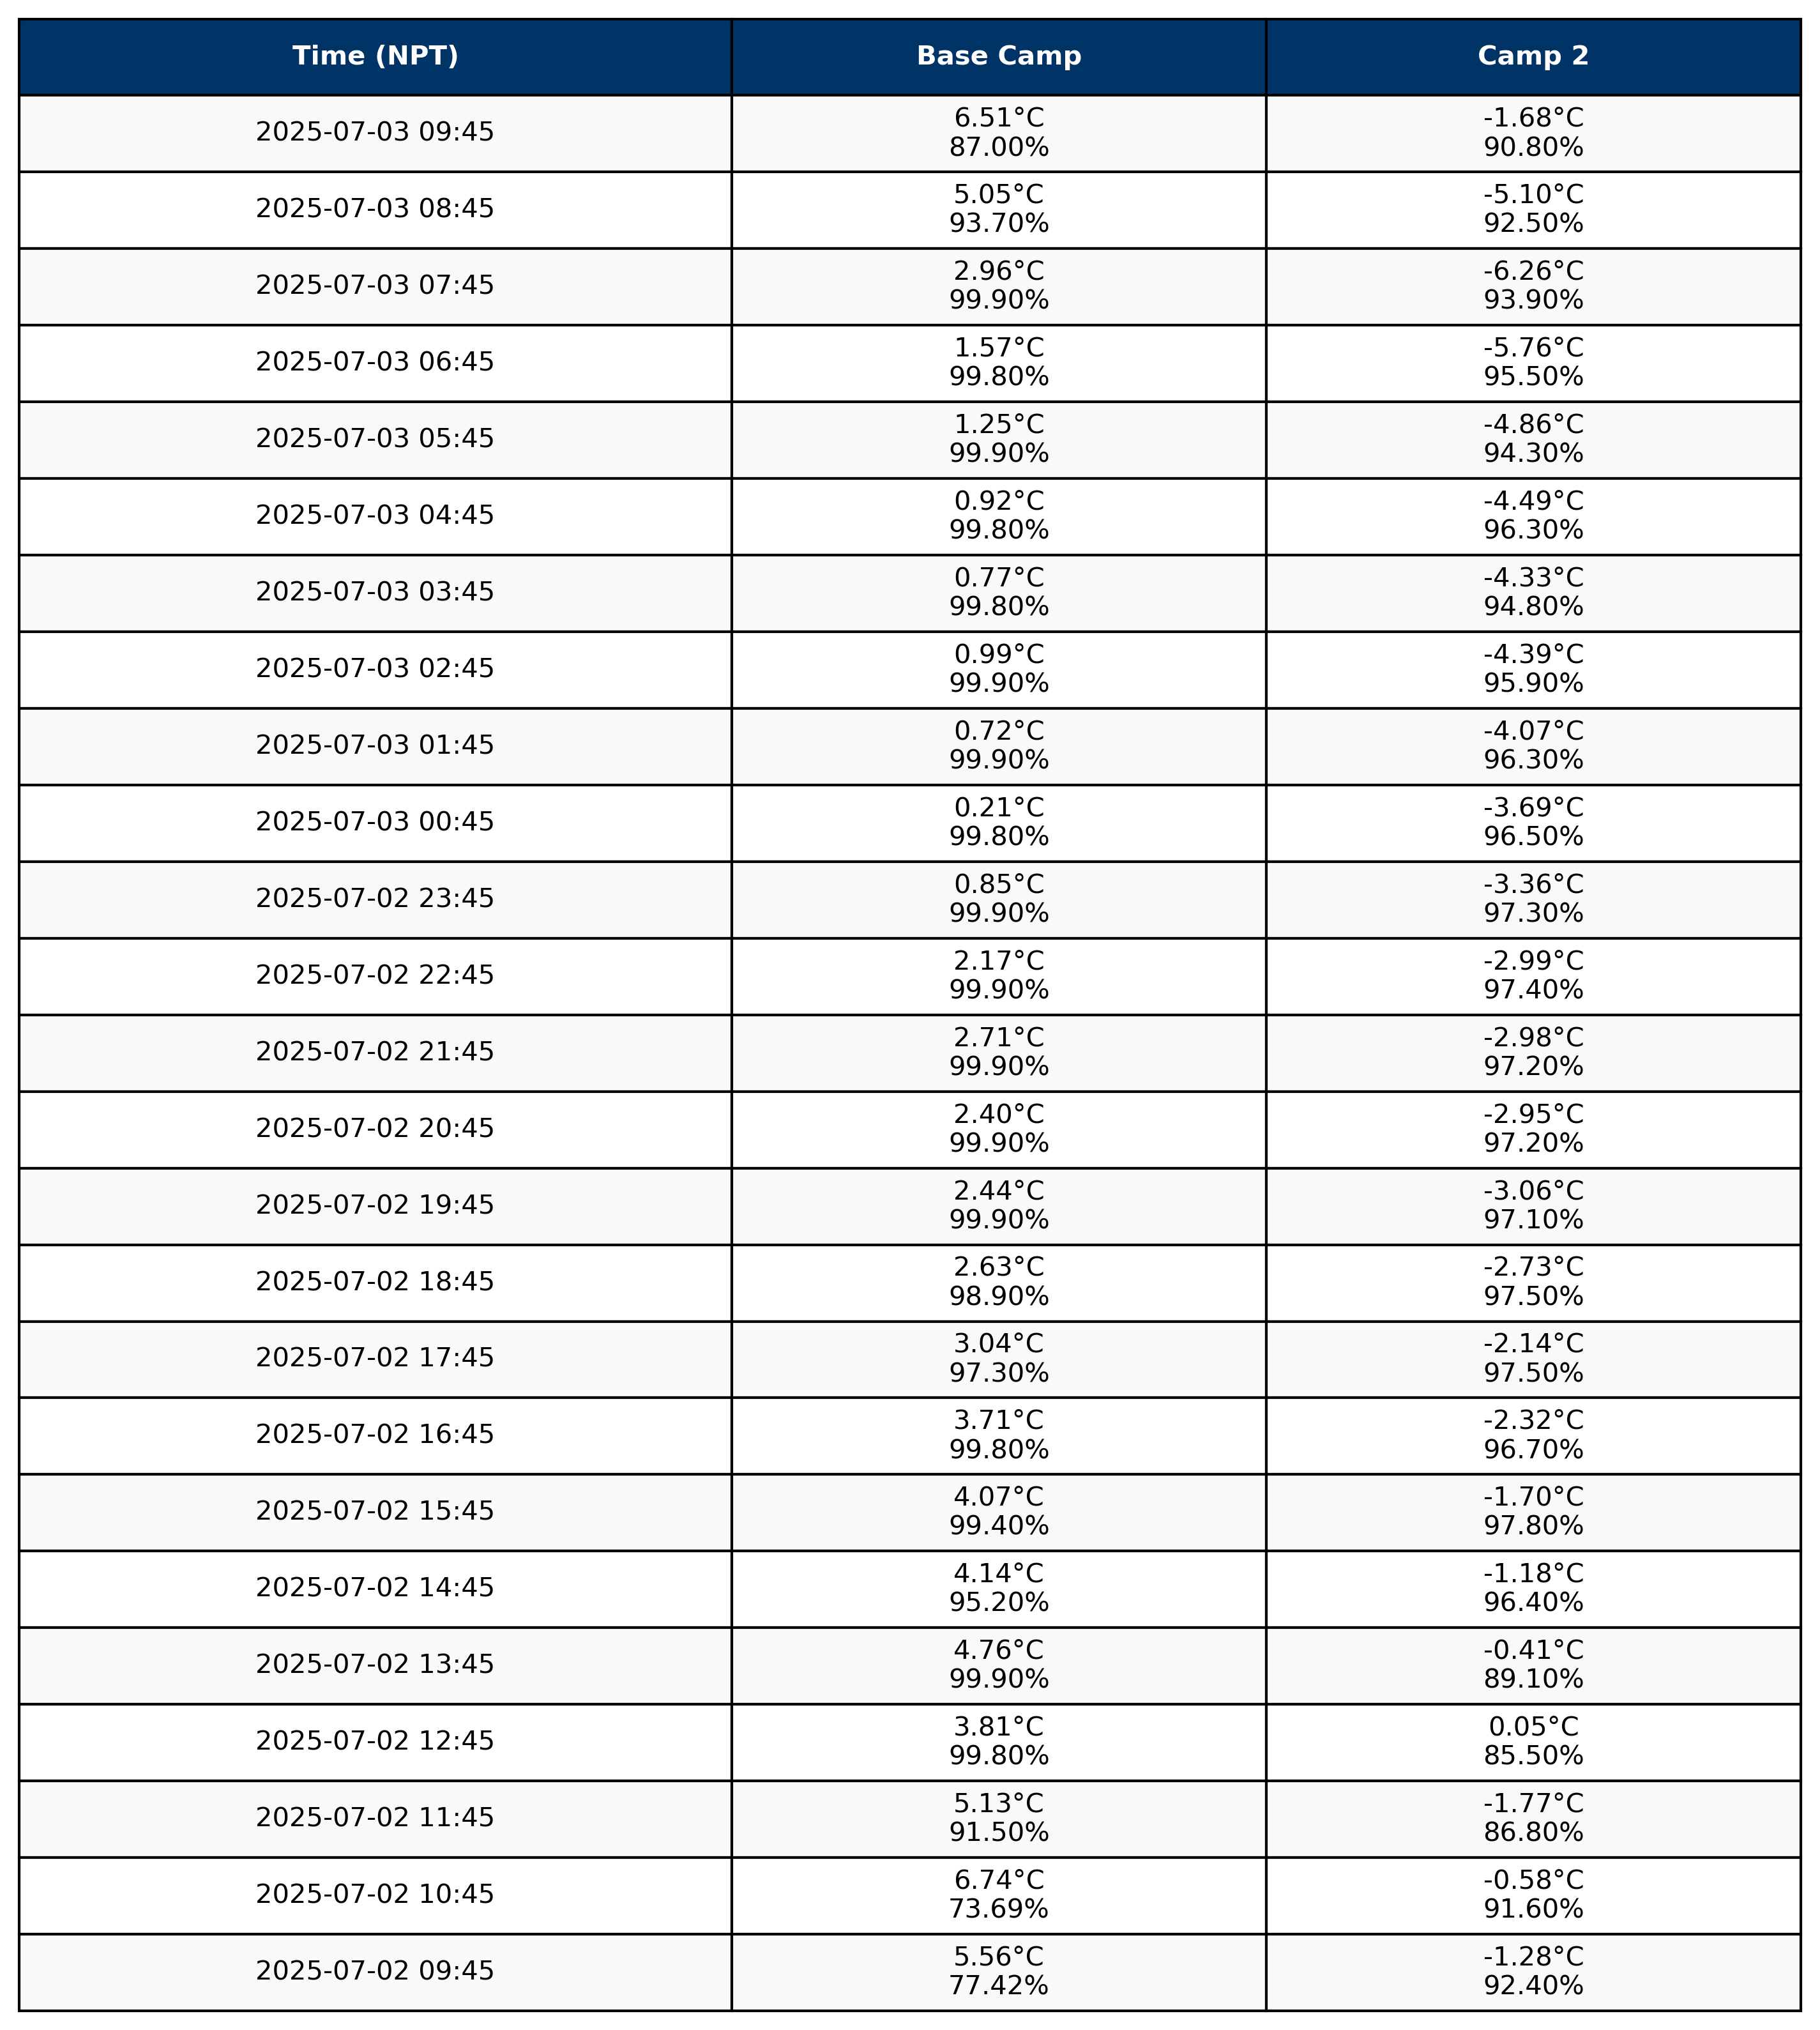 Time (NPT) Base Camp Camp 2
6.51°C -1.68°C
2025-07-03 09:45
87.00% 90.80%
5.05°C -5.10°C
2025-07-03 08:45
93.70% 92.50%
2.96°C -6.26°C
2025-07-03 07:45
99.90% 93.90%
1.57°C -5.76°C
2025-07-03 06:45
99.80% 95.50%
1.25°C -4.86°C
2025-07-03 05:45
99.90% 94.30%
0.92°C -4.49°C
2025-07-03 04:45
99.80% 96.30%
0.77°C -4.33°C
2025-07-03 03:45
99.80% 94.80%
0.99°C -4.39°C
2025-07-03 02:45
99.90% 95.90%
0.72°C -4.07°C
2025-07-03 01:45
99.90% 96.30%
0.21°C -3.69°C
2025-07-03 00:45
99.80% 96.50%
0.85°C -3.36°C
2025-07-02 23:45
99.90% 97.30%
2.17°C -2.99°C
2025-07-02 22:45
99.90% 97.40%
2.71°C -2.98°C
2025-07-02 21:45
99.90% 97.20%
2.40°C -2.95°C
2025-07-02 20:45
99.90% 97.20%
2.44°C -3.06°C
2025-07-02 19:45
99.90% 97.10%
2.63°C -2.73°C
2025-07-02 18:45
98.90% 97.50%
3.04°C -2.14°C
2025-07-02 17:45
97.30% 97.50%
3.71°C -2.32°C
2025-07-02 16:45
99.80% 96.70%
4.07°C -1.70°C
2025-07-02 15:45
99.40% 97.80%
4.14°C -1.18°C
2025-07-02 14:45
95.20% 96.40%
4.76°C -0.41°C
2025-07-02 13:45
99.90% 89.10%
3.81°C 0.05°C
2025-07-02 12:45
99.80% 85.50%
5.13°C -1.77°C
2025-07-02 11:45
91.50% 86.80%
6.74°C -0.58°C
2025-07-02 10:45
73.69% 91.60%
5.56°C -1.28°C
2025-07-02 09:45
77.42% 92.40%